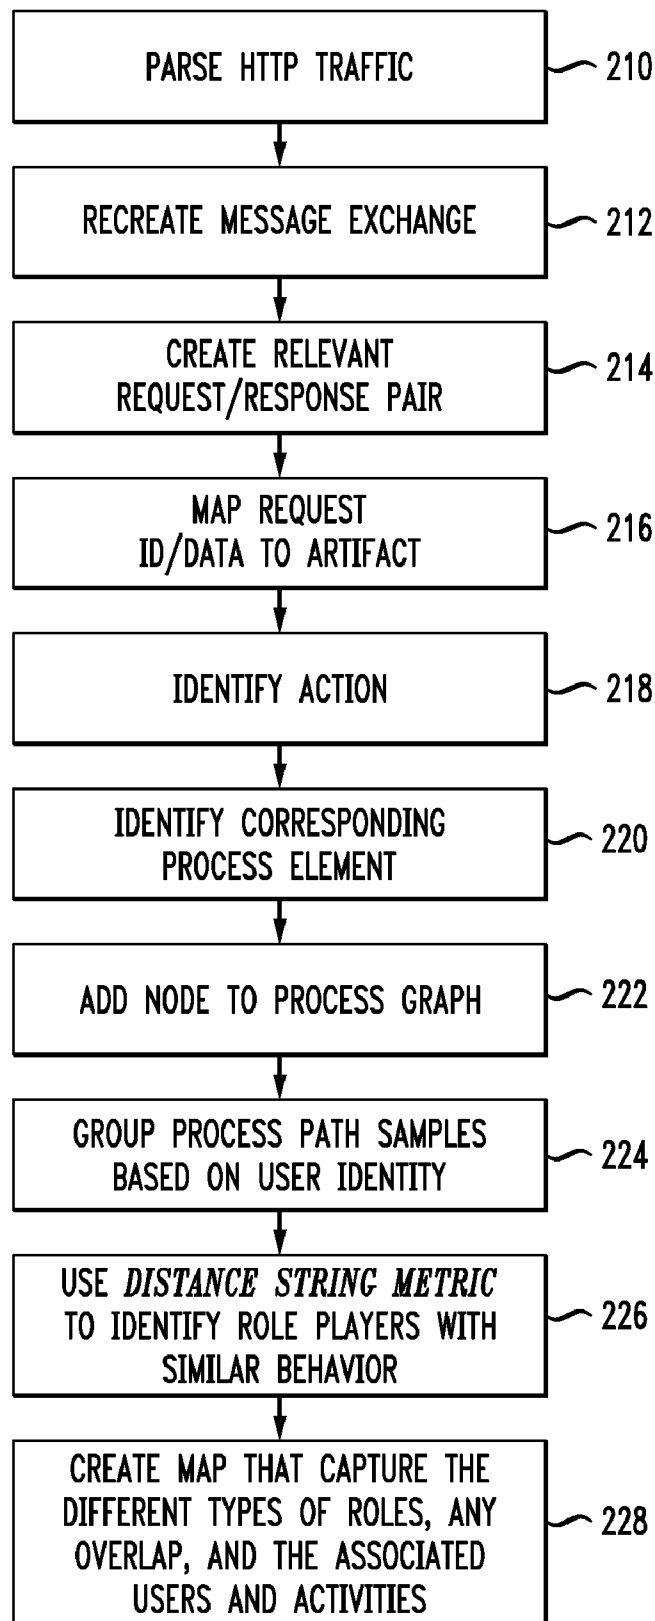 PARSE HTTP TRAFFIC
210
RECREATE MESSAGE EXCHANGE
212
CREATE RELEVANT
REQUEST/RESPONSE PAIR
214
MAP REQUEST
ID/DATA TO ARTIFACT
216
IDENTIFY ACTION
218
IDENTIFY CORRESPONDING
PROCESS ELEMENT
220
ADD NODE TO PROCESS GRAPH
222
GROUP PROCESS PATH SAMPLES
BASED ON USER IDENTITY
224
USE DISTANCE STRING METRIC
TO IDENTIFY ROLE PLAYERS WITH
SIMILAR BEHAVIOR
226
CREATE MAP THAT CAPTURE THE
DIFFERENT TYPES OF ROLES, ANY
OVERLAP, AND THE ASSOCIATED
USERS AND ACTIVITIES
228